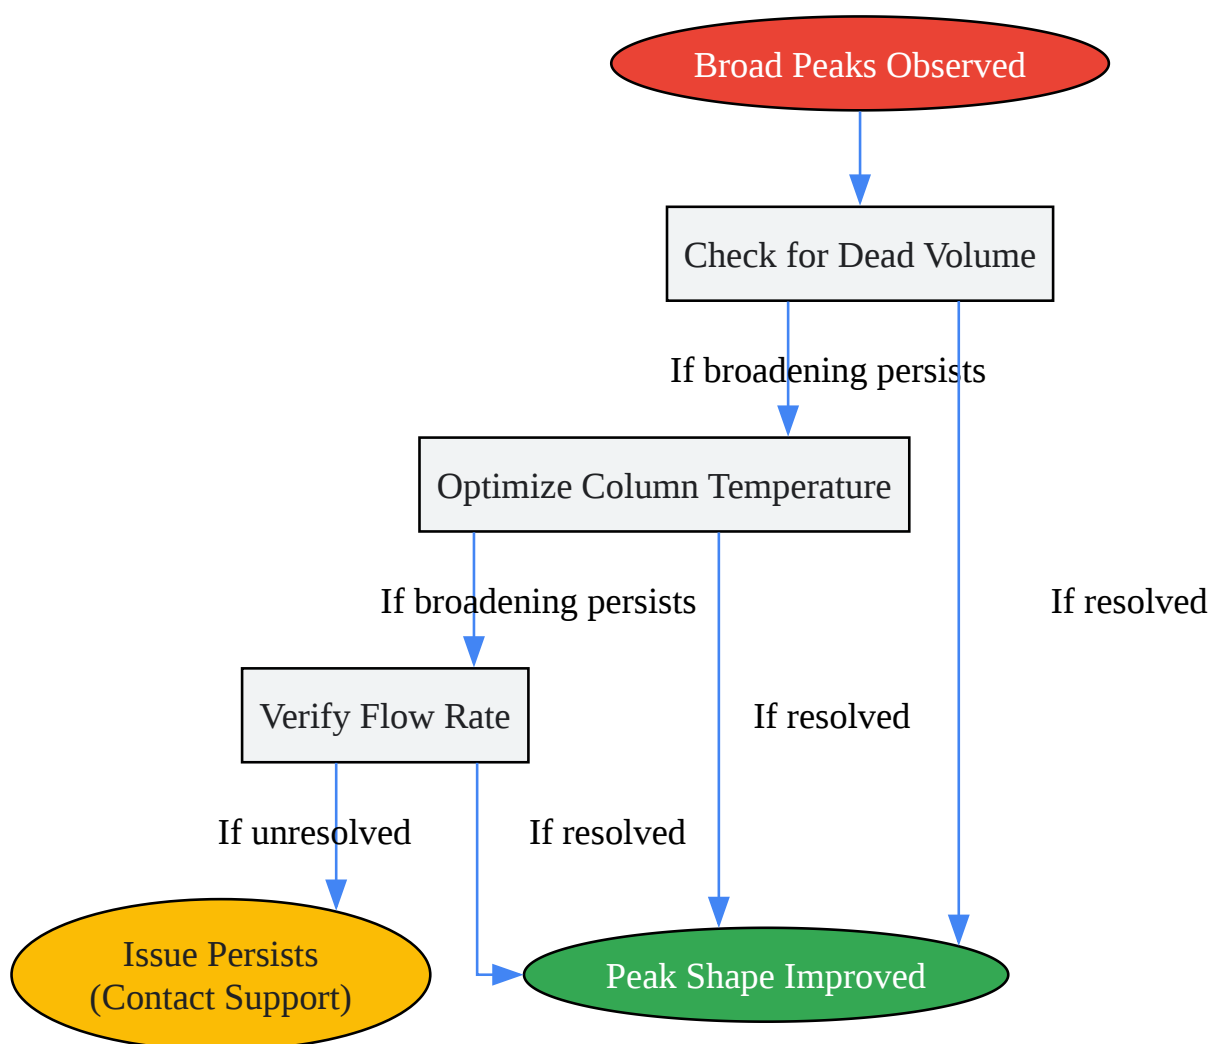 Broad Peaks Observed
Check for Dead Volume
If broadening persists
Optimize Column Temperature
If broadening persists
If resolved
Verify Flow Rate
If resolved
If unresolved
If resolved
Issue Persists
(Contact Support)
Peak Shape Improved